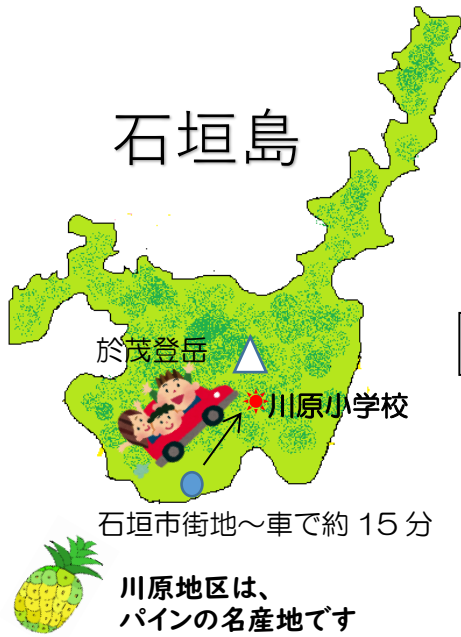 石垣島
於茂登岳
川原小学校
石垣市街地～車で約 15 分
川原地区は、
パインの名産地です